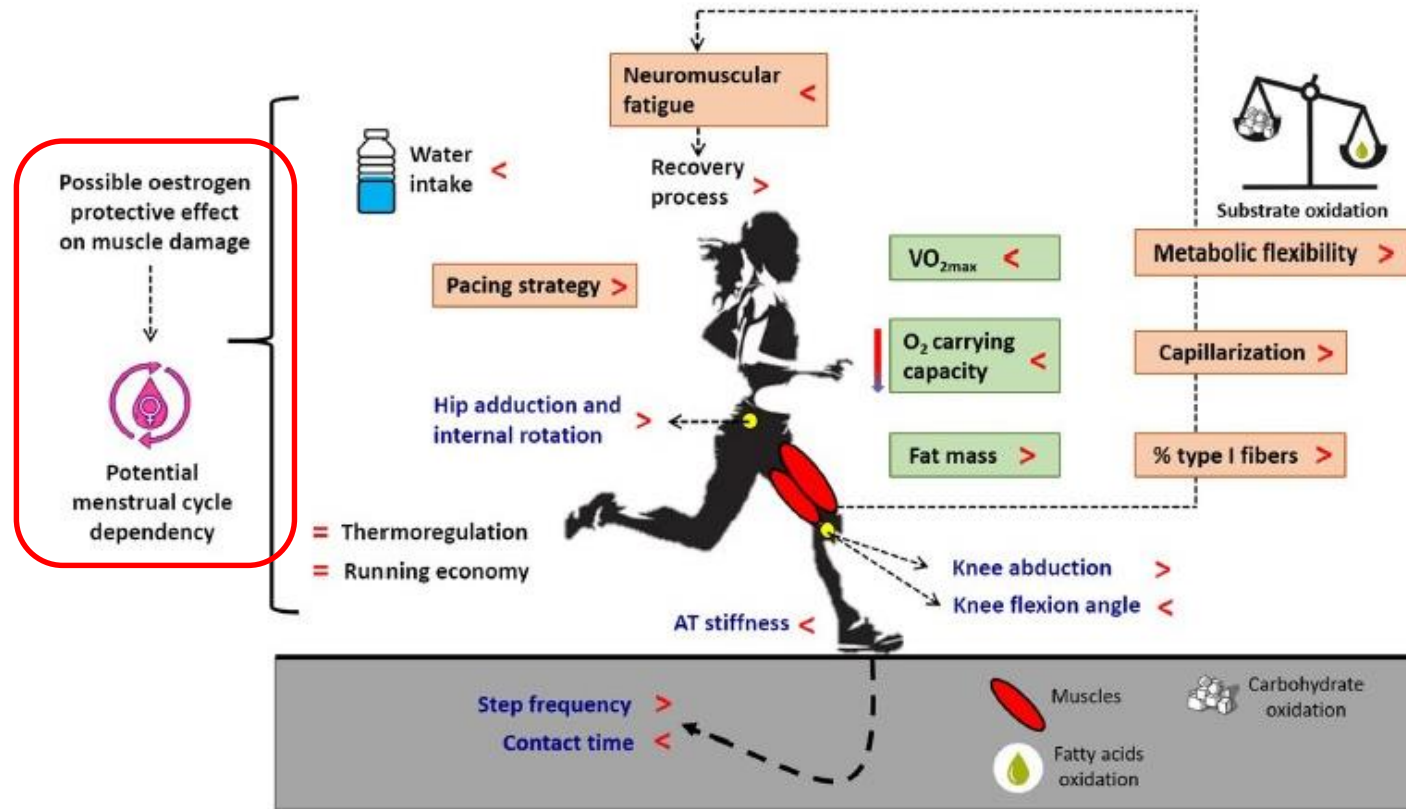 Neuromuscular
fatigue <
Water
intake <
Recovery
process >
Substrate oxidation
Possible oestrogen
protective effect
on muscle damage
Pacing strategy >
VO2max <
Metabolic flexibility >
O2 carrying
capacity <
Capillarization >
Hip adduction and
internal rotation >
Fat mass >
% type I fibers >
Potential
menstrual cycle
dependency
= Thermoregulation
= Running economy
Knee abduction >
Knee flexion angle <
AT stiffness <
Step frequency >
Contact time <
Muscles
Carbohydrate
oxidation
Fatty acids
oxidation